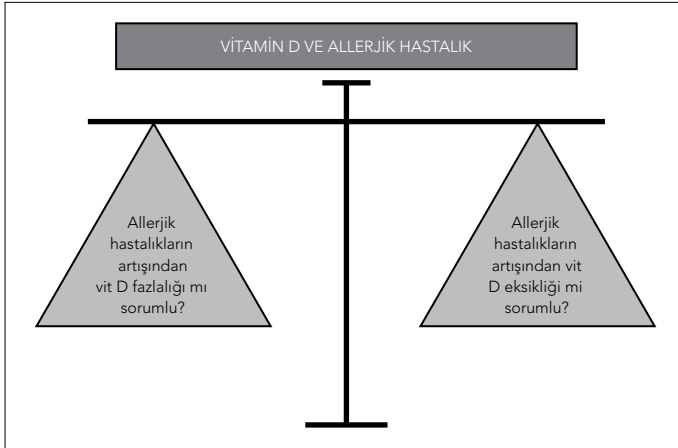 VİTAMİN D VE ALLERJİK HASTALIK
Allerjik
hastalıkların
artışından
vit D fazlalığı mı
sorumlu?
Allerjik
hastalıkların
artışından vit
D eksikliği mi
sorumlu?